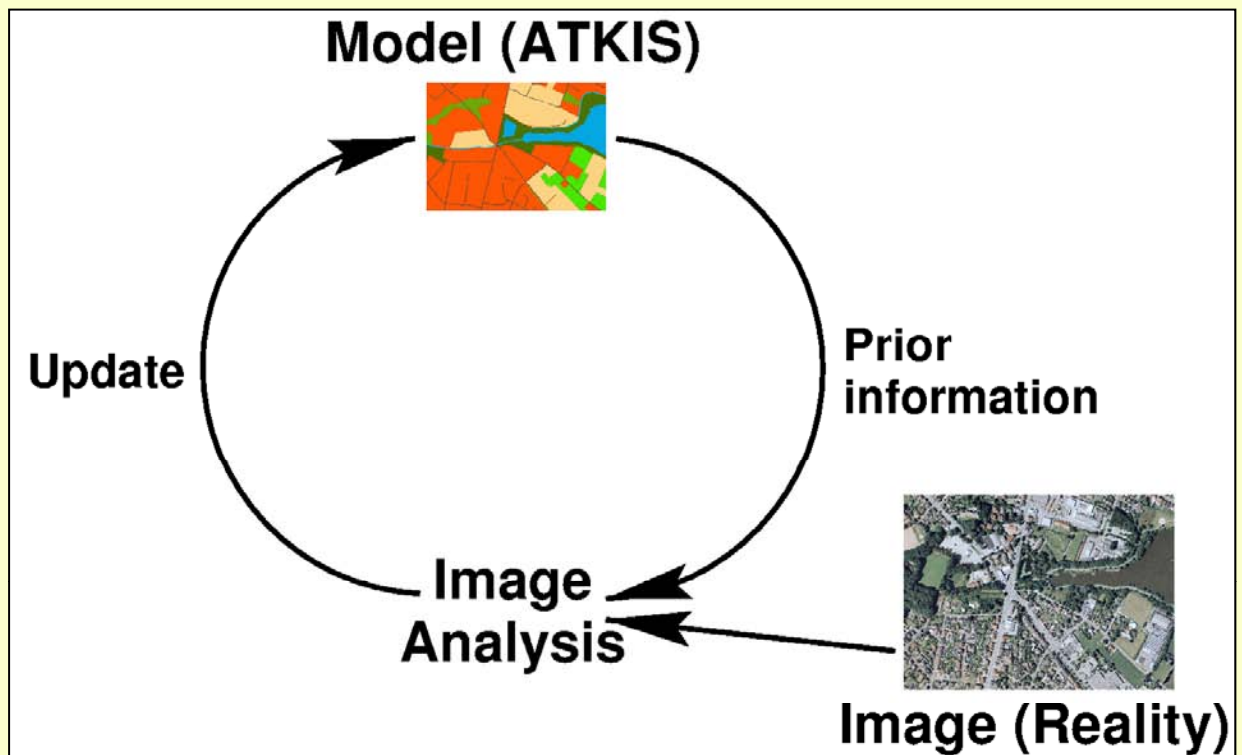 Model (ATKIS)
Update
Prior
information
Image
Analysis
Image (Reality)